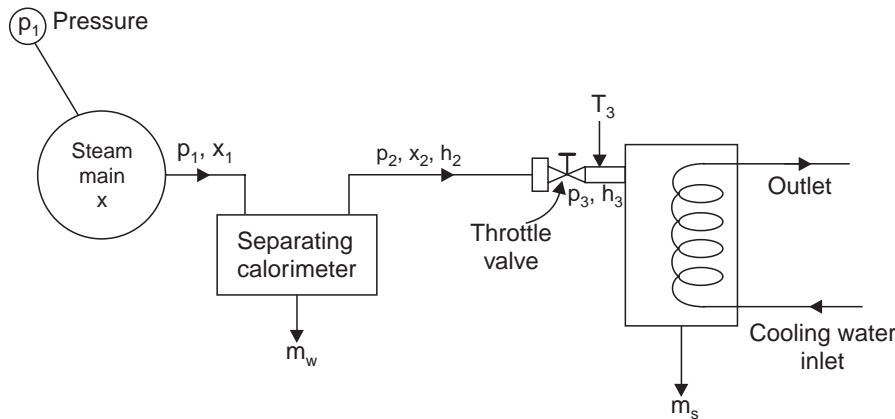 p₁ Pressure
Steam
main
x
p₁, x₁
p₂, x₂, h₂
Separating
calorimeter
m_w
T₃
p₃, h₃
Throttle
valve
Outlet
Cooling water
inlet
mₛ